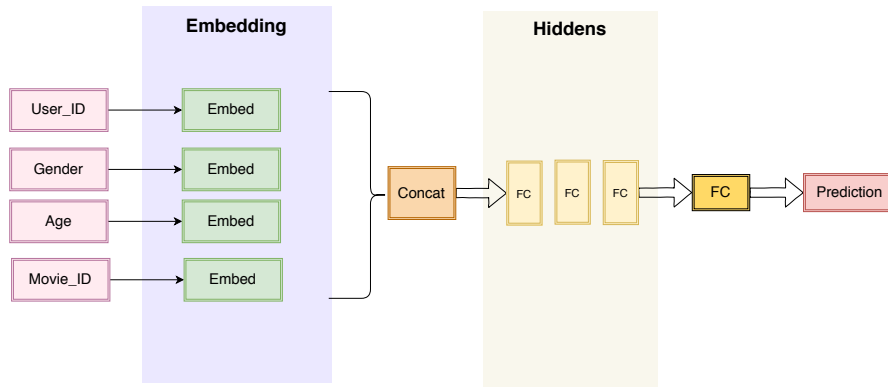 Embedding
Hiddens
User_ID
Embed
Gender
Embed
Age
Embed
Movie_ID
Embed
Concat
FC
FC
FC
FC
Prediction